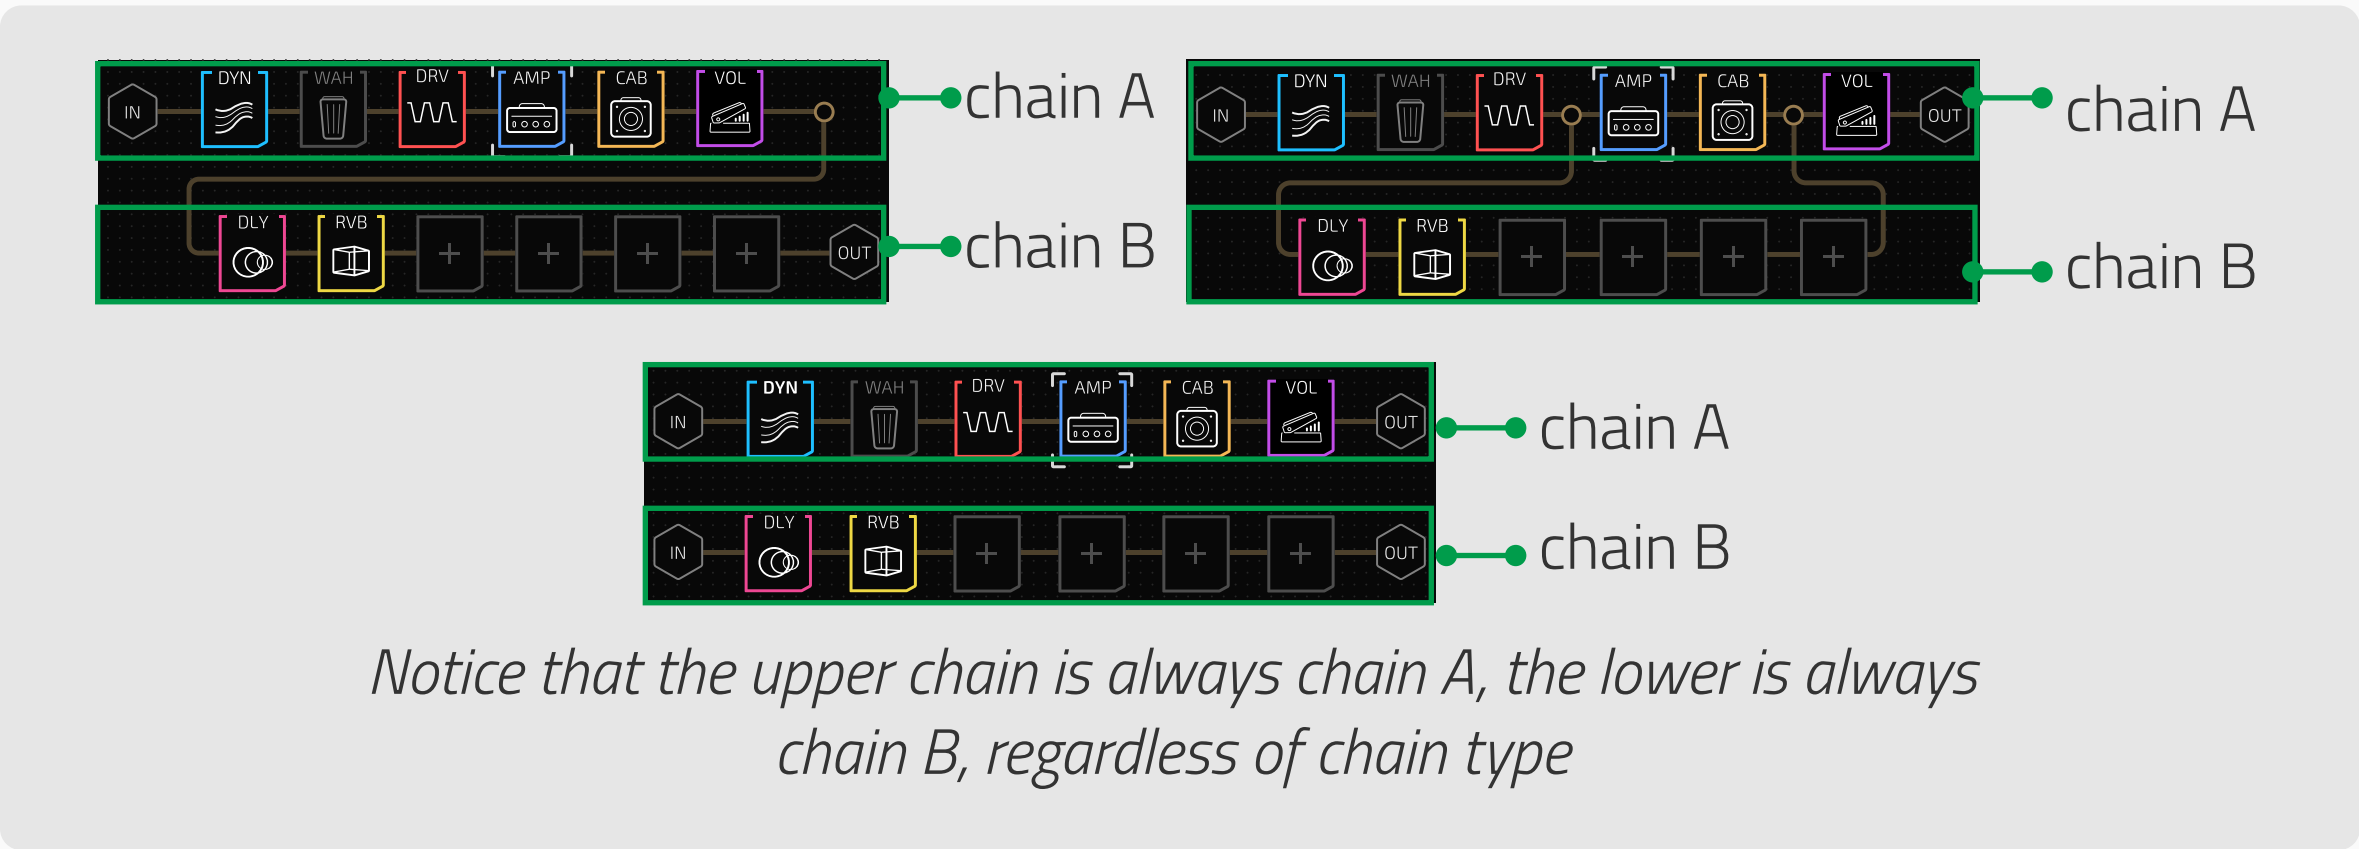 IN DYN WAH DRV AMP CAB VOL
chain A
DLY RVB + + + + OUT
chain B
IN DYN WAH DRV AMP CAB VOL OUT
chain A
DLY RVB + + + +
chain B
IN DYN WAH DRV AMP CAB VOL OUT
chain A
IN DLY RVB + + + + OUT
chain B
Notice that the upper chain is always chain A, the lower is always
chain B, regardless of chain type